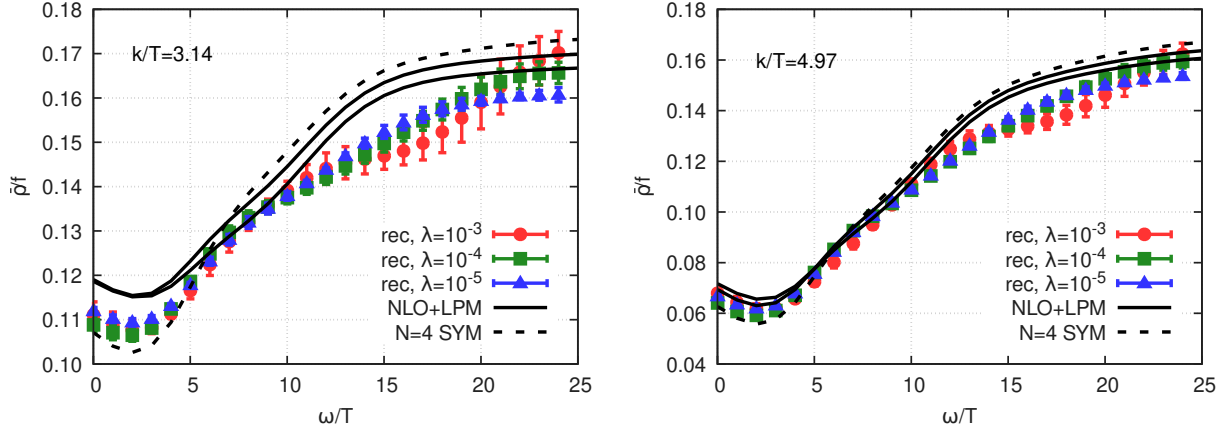 0.18
0.17
0.16
0.15
0.14
0.13
0.12
0.11
0.10
0 5 10 15 20 25
ρ̃/f
ω/T
k/T=3.14
rec, λ=10⁻³
rec, λ=10⁻⁴
rec, λ=10⁻⁵
NLO+LPM
N=4 SYM
0.18
0.16
0.14
0.12
0.10
0.08
0.06
0.04
0 5 10 15 20 25
ρ̃/f
ω/T
k/T=4.97
rec, λ=10⁻³
rec, λ=10⁻⁴
rec, λ=10⁻⁵
NLO+LPM
N=4 SYM